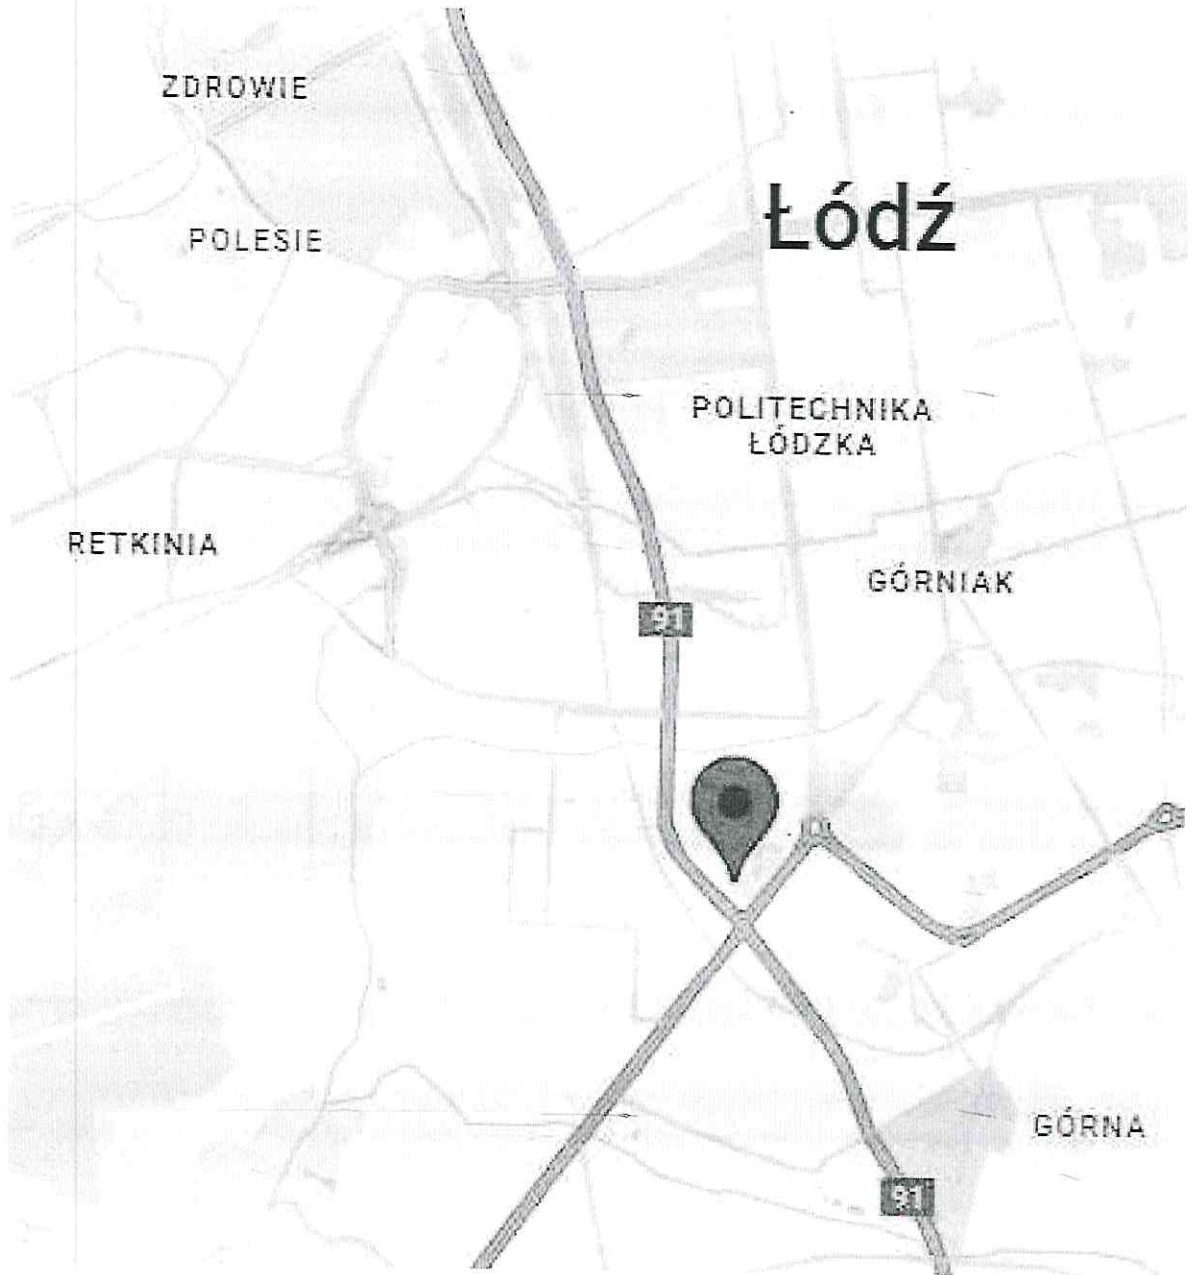 ZDROWIE
Łódź
POLESIE
POLITECHNIKA
ŁÓDZKA
RETKINIA
GÓRNIAK
91
GÓRNA
91